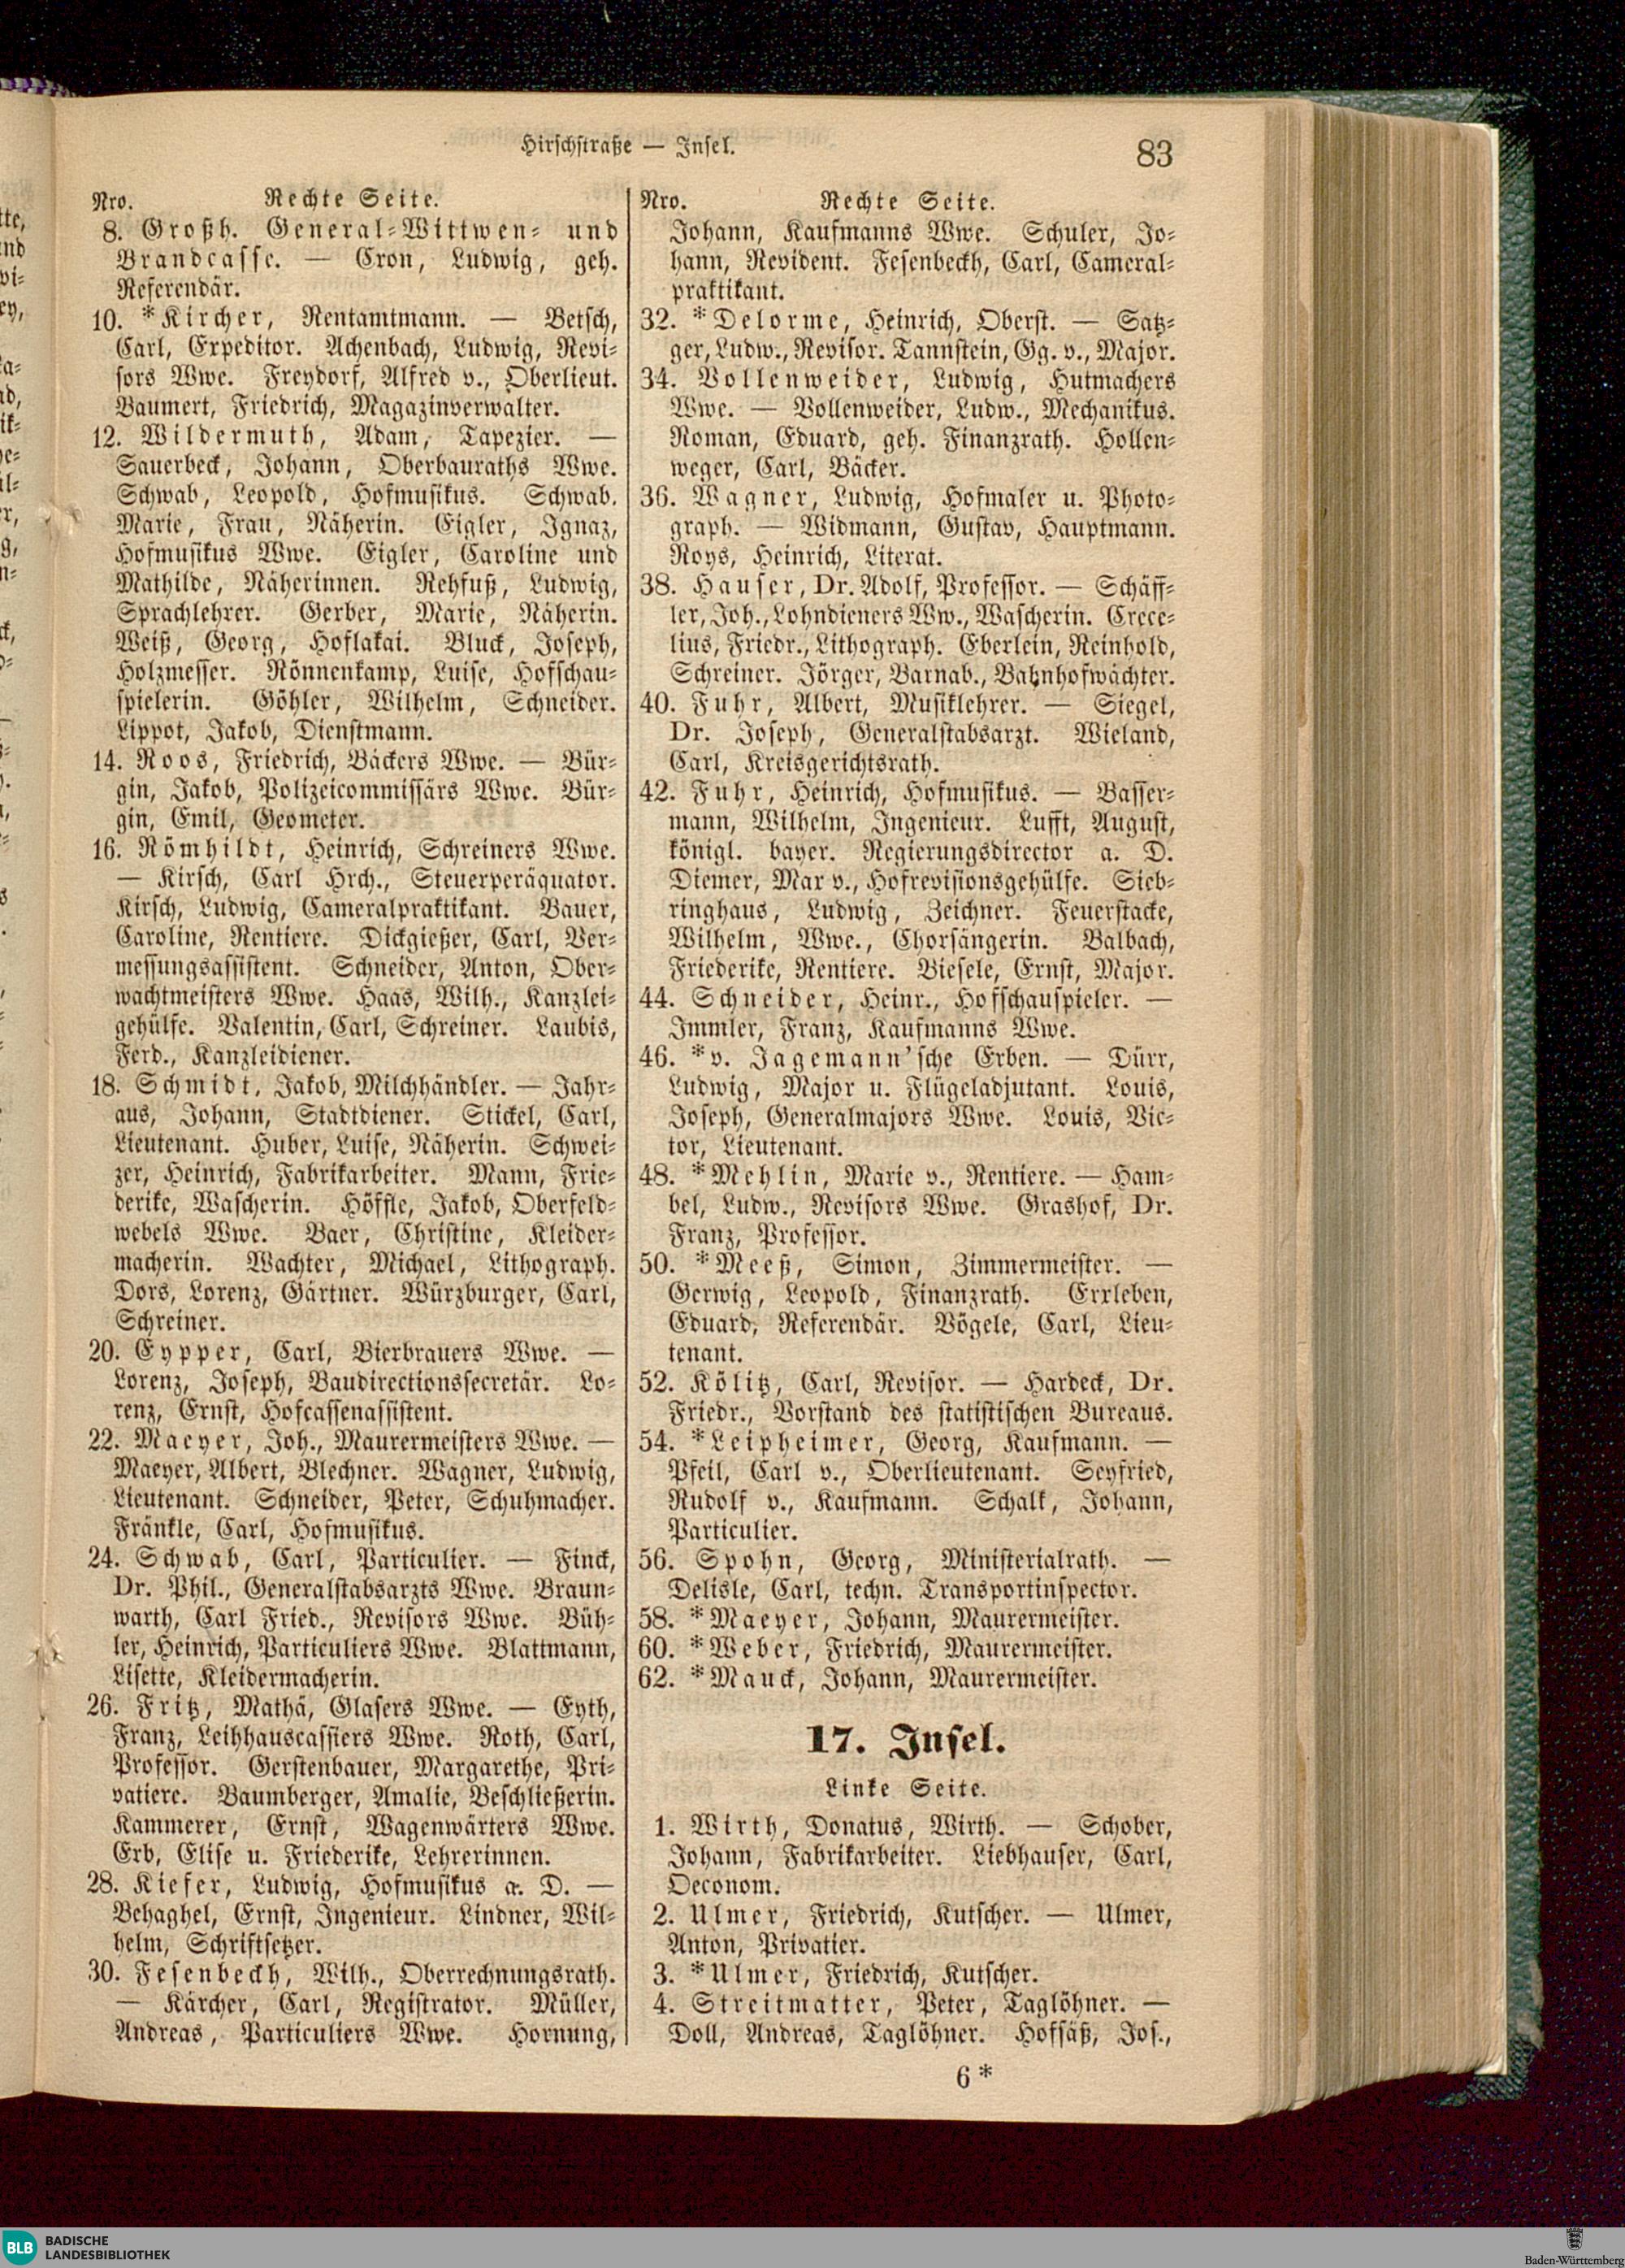 Hirschstraße — Insel.
83
Nro. Rechte Seite.
8. Großh. General-Wittwen- und
Brandcasse. — Cron, Ludwig, geh.
Referendär.
10. *Kircher, Rentamtmann. — Betsch,
Carl, Expeditor. Achenbach, Ludwig, Revi-
sors Wwe. Freydorf, Alfred v., Oberlieut.
Baumert, Friedrich, Magazinverwalter.
12. Wildermuth, Adam, Tapezier. —
Sauerbeck, Johann, Oberbauraths Wwe.
Schwab, Leopold, Hofmusikus. Schwab.
Marie, Frau, Näherin. Eigler, Ignaz,
Hofmusikus Wwe. Eigler, Caroline und
Mathilde, Näherinnen. Rehfuß, Ludwig,
Sprachlehrer. Gerber, Marie, Näherin.
Weiß, Georg, Hoflakai. Bluck, Joseph,
Holzmesser. Rönnenkamp, Luise, Hofschau-
spielerin. Göhler, Wilhelm, Schneider.
Lippot, Jakob, Dienstmann.
14. Roos, Friedrich, Bäckers Wwe. — Bür-
gin, Jakob, Polizeicommissärs Wwe. Bür-
gin, Emil, Geometer.
16. Römhildt, Heinrich, Schreiners Wwe.
— Kirsch, Carl Hrch., Steuerperäquator.
Kirsch, Ludwig, Cameralpraktikant. Bauer,
Caroline, Rentiere. Dickgießer, Carl, Ver-
messungsassistent. Schneider, Anton, Ober-
wachtmeisters Wwe. Haas, Wilh., Kanzlei-
gehülfe. Valentin, Carl, Schreiner. Laubis,
Ferd., Kanzleidiener.
18. Schmidt, Jakob, Milchhändler. — Jahr-
aus, Johann, Stadtdiener. Stickel, Carl,
Lieutenant. Huber, Luise, Näherin. Schwei-
zer, Heinrich, Fabrikarbeiter. Mann, Frie-
derike, Wascherin. Höffle, Jakob, Oberfeld-
webels Wwe. Baer, Christine, Kleider-
macherin. Wachter, Michael, Lithograph.
Dors, Lorenz, Gärtner. Würzburger, Carl,
Schreiner.
20. Eypper, Carl, Bierbrauers Wwe. —
Lorenz, Joseph, Baudirectionssecretär. Lo-
renz, Ernst, Hofcassenassistent.
22. Maeyer, Joh., Maurermeisters Wwe. —
Maeyer, Albert, Blechner. Wagner, Ludwig,
Lieutenant. Schneider, Peter, Schuhmacher.
Fränkle, Carl, Hofmusikus.
24. Schwab, Carl, Particulier. — Finck,
Dr. Phil., Generalstabsarzts Wwe. Braun-
warth, Carl Fried., Revisors Wwe. Büh-
ler, Heinrich, Particuliers Wwe. Blattmann,
Lisette, Kleidermacherin.
26. Fritz, Mathä, Glasers Wwe. — Eyth,
Franz, Leihhauscassiers Wwe. Roth, Carl,
Professor. Gerstenbauer, Margarethe, Pri-
vatiere. Baumberger, Amalie, Beschließerin.
Kammerer, Ernst, Wagenwärters Wwe.
Erb, Elise u. Friederike, Lehrerinnen.
28. Kiefer, Ludwig, Hofmusikus a. D. —
Behaghel, Ernst, Ingenieur. Lindner, Wil-
helm, Schriftsetzer.
30. Fesenbeckh, Wilh., Oberrechnungsrath.
— Kärcher, Carl, Registrator. Müller,
Andreas, Particuliers Wwe. Hornung,
Nro. Rechte Seite.
Johann, Kaufmanns Wwe. Schuler, Jo-
hann, Revident. Fesenbeckh, Carl, Cameral-
praktikant.
32. *Delorme, Heinrich, Oberst. — Satz-
ger, Ludw., Revisor. Tannstein, Gg. v., Major.
34. Vollenweider, Ludwig, Hutmachers
Wwe. — Vollenweider, Ludw., Mechanikus.
Roman, Eduard, geh. Finanzrath. Hollen-
weger, Carl, Bäcker.
36. Wagner, Ludwig, Hofmaler u. Photo-
graph. — Widmann, Gustav, Hauptmann.
Roys, Heinrich, Literat.
38. Hauser, Dr. Adolf, Professor. — Schäff-
ler, Joh., Lohndieners Ww., Wascherin. Crece-
lius, Friedr., Lithograph. Eberlein, Reinhold,
Schreiner. Jörger, Barnab., Bahnhofwächter.
40. Fuhr, Albert, Musiklehrer. — Siegel,
Dr. Joseph, Generalstabsarzt. Wieland,
Carl, Kreisgerichtsrath.
42. Fuhr, Heinrich, Hofmusikus. — Basser-
mann, Wilhelm, Ingenieur. Lufft, August,
königl. bayer. Regierungsdirector a. D.
Diemer, Max v., Hofrevisionsgehülfe. Sieb-
ringhaus, Ludwig, Zeichner. Feuerstacke,
Wilhelm, Wwe., Chorsängerin. Balbach,
Friederike, Rentiere. Biesele, Ernst, Major.
44. Schneider, Heinr., Hofschauspieler. —
Immler, Franz, Kaufmanns Wwe.
46. *v. Jagemann'sche Erben. — Dürr,
Ludwig, Major u. Flügeladjutant. Louis,
Joseph, Generalmajors Wwe. Louis, Vic-
tor, Lieutenant.
48. *Mehlin, Marie v., Rentiere. — Ham-
bel, Ludw., Revisors Wwe. Grashof, Dr.
Franz, Professor.
50. *Meeß, Simon, Zimmermeister. —
Gerwig, Leopold, Finanzrath. Erxleben,
Eduard, Referendär. Vögele, Carl, Lieu-
tenant.
52. Kölitz, Carl, Revisor. — Hardeck, Dr.
Friedr., Vorstand des statistischen Bureaus.
54. *Leipheimer, Georg, Kaufmann. —
Pfeil, Carl v., Oberlieutenant. Seyfried,
Rudolf v., Kaufmann. Schalk, Johann,
Particulier.
56. Spohn, Georg, Ministerialrath. —
Delisle, Carl, techn. Transportinspector.
58. *Maeyer, Johann, Maurermeister.
60. *Weber, Friedrich, Maurermeister.
62. *Mauck, Johann, Maurermeister.
17. Insel.
Linke Seite.
1. Wirth, Donatus, Wirth. — Schober,
Johann, Fabrikarbeiter. Liebhauser, Carl,
Oeconom.
2. Ulmer, Friedrich, Kutscher. — Ulmer,
Anton, Privatier.
3. *Ulmer, Friedrich, Kutscher.
4. Streitmatter, Peter, Taglöhner. —
Doll, Andreas, Taglöhner. Hofsäß, Jos.,
6*
BLB BADISCHE
LANDESBIBLIOTHEK
Baden-Württemberg